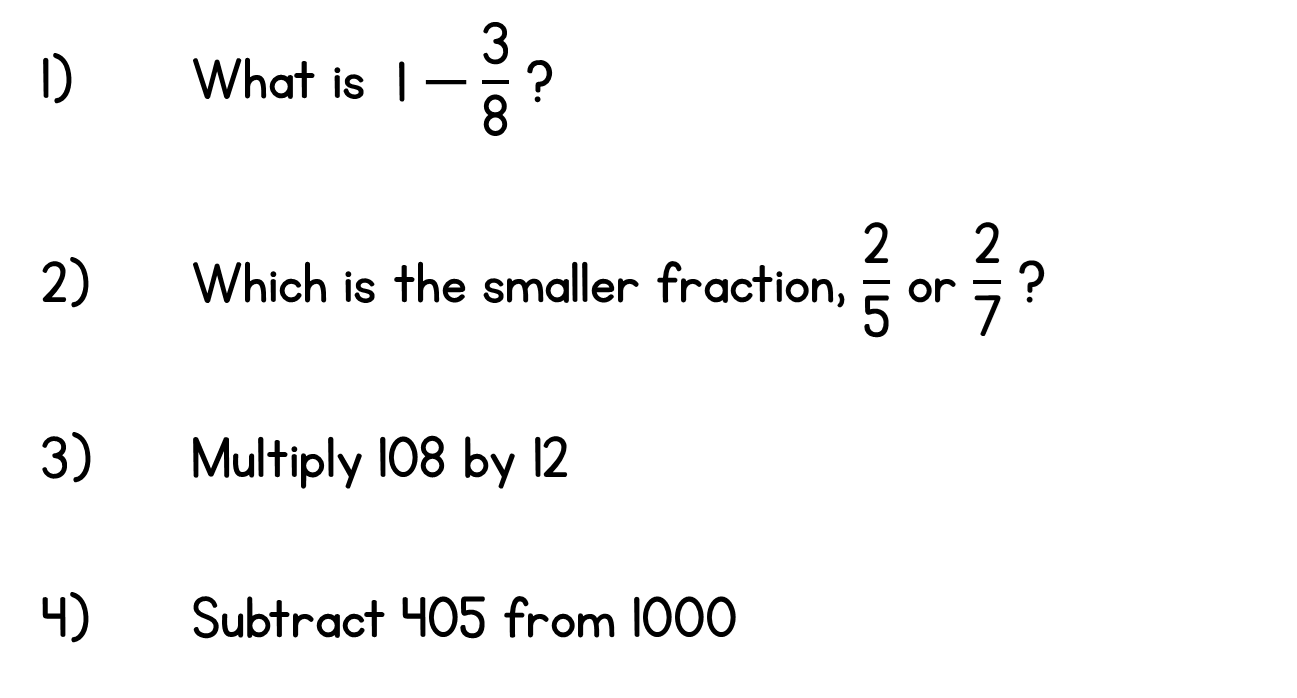 1) What is 1 − 3/8 ?
2) Which is the smaller fraction, 2/5 or 2/7 ?
3) Multiply 108 by 12
4) Subtract 405 from 1000